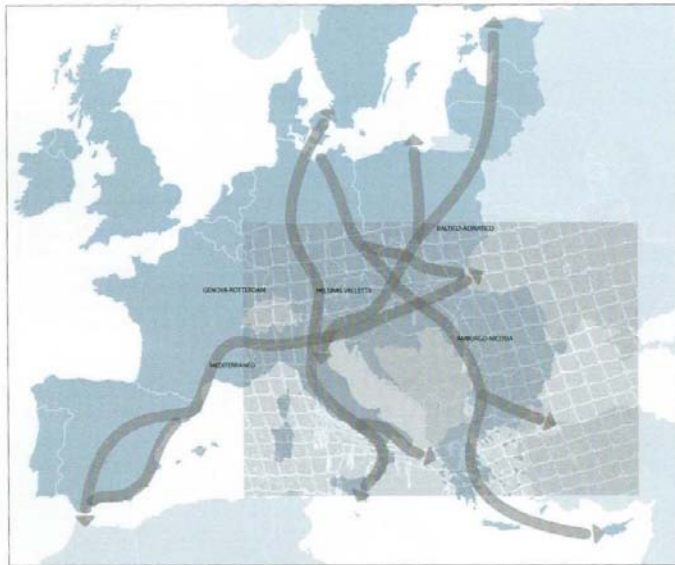 BALTICO-ADRIATICO
GENOVA-ROTTERDAM
HELSINKI-VALLETTA
AMBURGO-NICOSIA
MEDITERRANEO